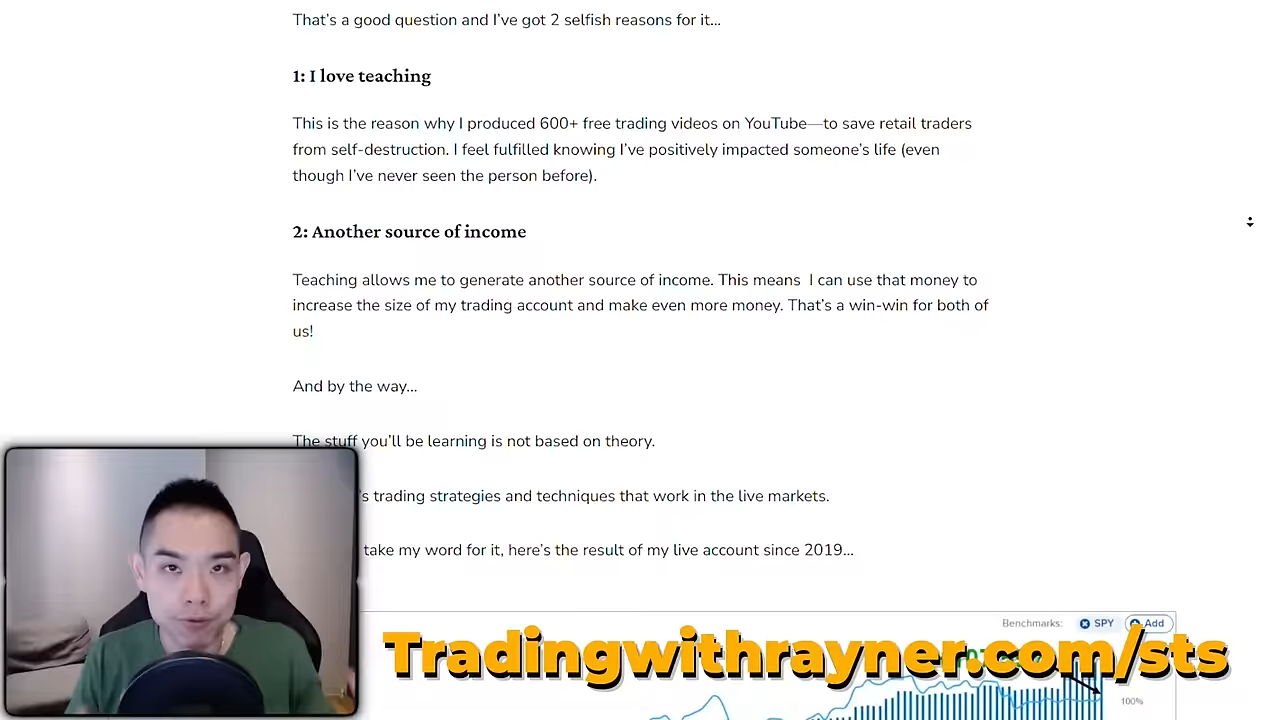 That’s a good question and I’ve got 2 selfish reasons for it…
1: I love teaching
This is the reason why I produced 600+ free trading videos on YouTube—to save retail traders
from self-destruction. I feel fulfilled knowing I’ve positively impacted someone’s life (even
though I’ve never seen the person before).
2: Another source of income
Teaching allows me to generate another source of income. This means I can use that money to
increase the size of my trading account and make even more money. That’s a win-win for both of
us!
And by the way…
The stuff you’ll be learning is not based on theory.
trading strategies and techniques that work in the live markets.
take my word for it, here’s the result of my live account since 2019…
Benchmarks: SPY Add
Tradingwithrayner.com/sts
100%